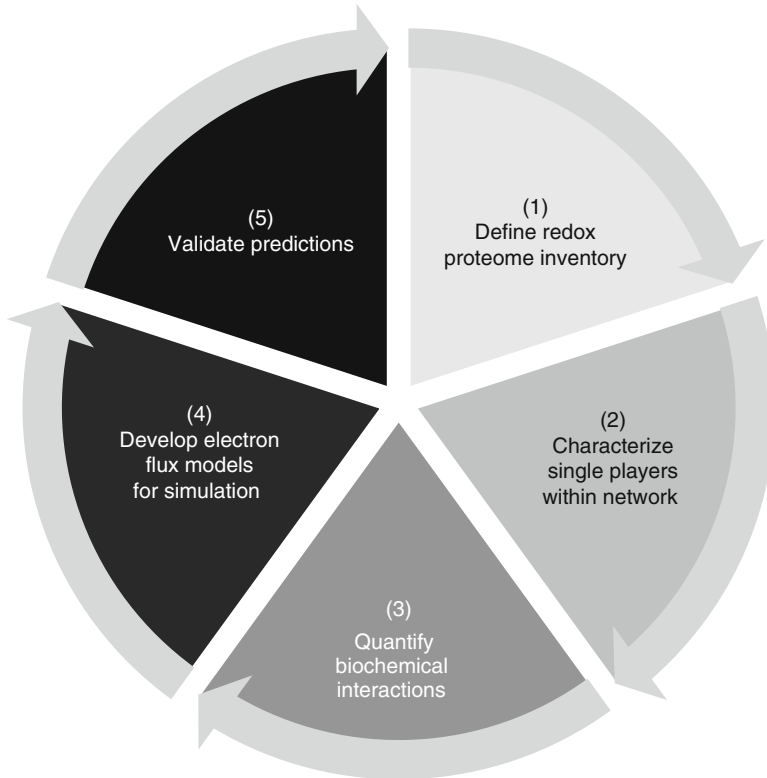 (1)
Define redox
proteome inventory
(2)
Characterize
single players
within network
(3)
Quantify
biochemical
interactions
(4)
Develop electron
flux models
for simulation
(5)
Validate predictions